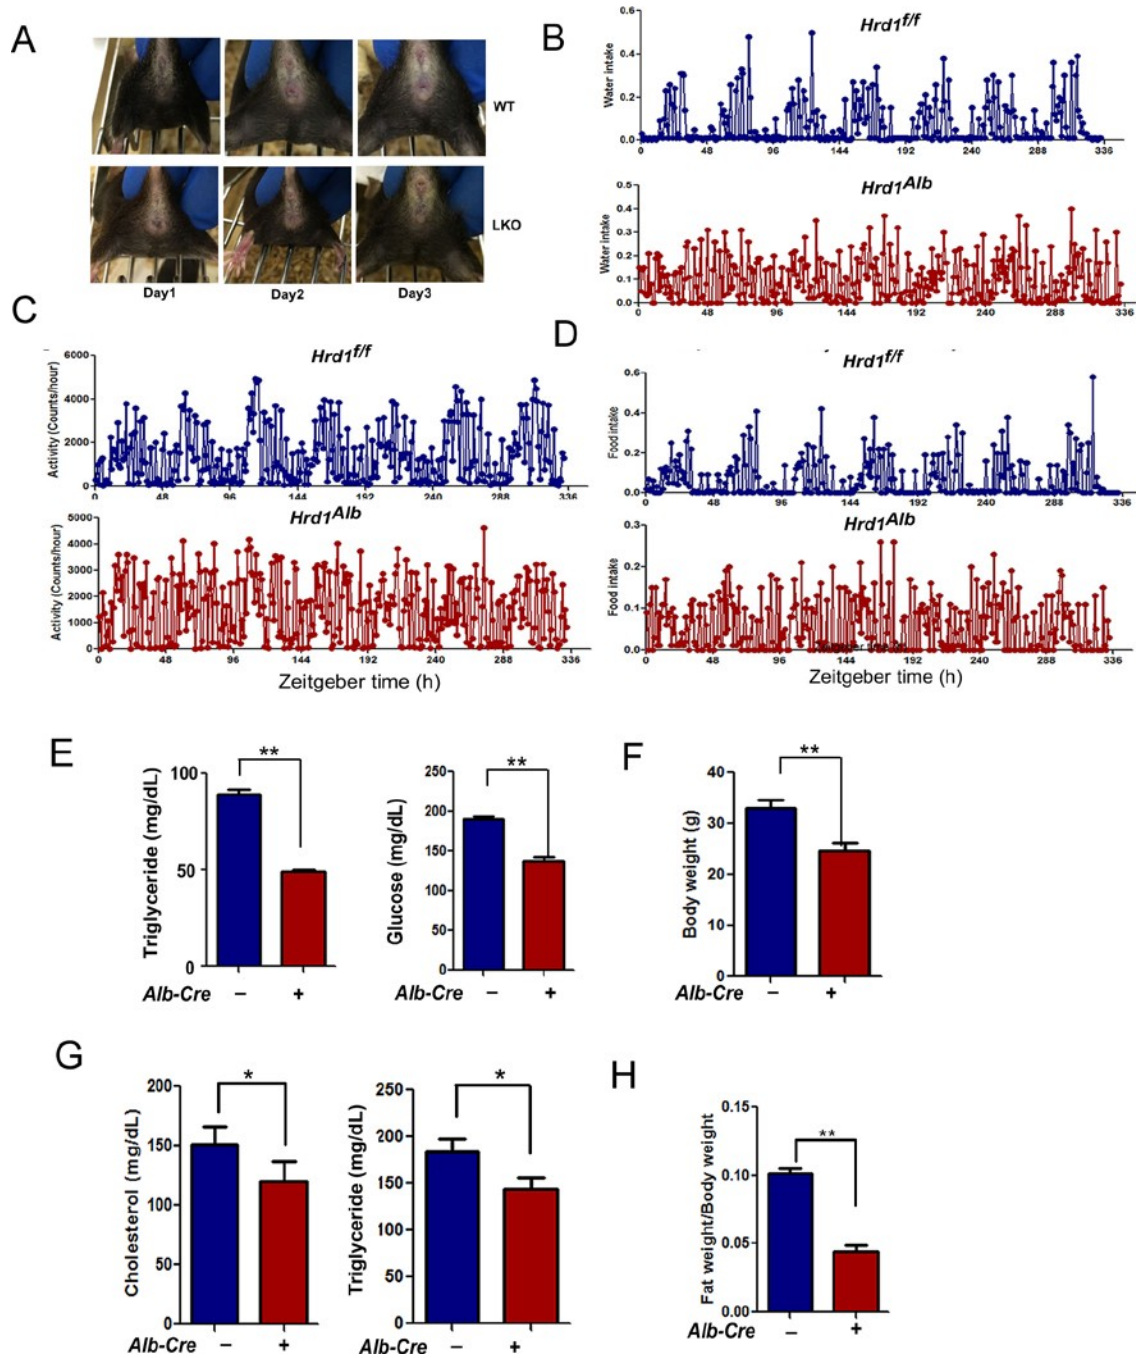 A
WT
LKO
Day1 Day2 Day3
B
Hrd1f/f
Water intake
0.6
0.4
0.2
0.0
0 48 96 144 192 240 288 336
Hrd1Alb
Water intake
0.5
0.4
0.3
0.2
0.1
0.0
0 48 96 144 192 240 288 336
C
Hrd1f/f
Activity (Counts/hour)
6000
4000
2000
0
0 48 96 144 192 240 288 336
Hrd1Alb
Activity (Counts/hour)
5000
4000
3000
2000
1000
0
0 48 96 144 192 240 288 336
Zeitgeber time (h)
D
Hrd1f/f
Food intake
0.6
0.4
0.2
0.0
0 48 96 144 192 240 288 336
Hrd1Alb
Food intake
0.3
0.2
0.1
0.0
0 48 96 144 192 240 288 336
Zeitgeber time (h)
E
**
Triglyceride (mg/dL)
100
50
0
Alb-Cre – +
**
Glucose (mg/dL)
250
200
150
100
50
0
Alb-Cre – +
F
**
Body weight (g)
40
30
20
10
0
Alb-Cre – +
G
*
Cholesterol (mg/dL)
200
150
100
50
0
Alb-Cre – +
*
Triglyceride (mg/dL)
250
200
150
100
50
0
Alb-Cre – +
H
**
Fat weight/Body weight
0.15
0.10
0.05
0.00
Alb-Cre – +